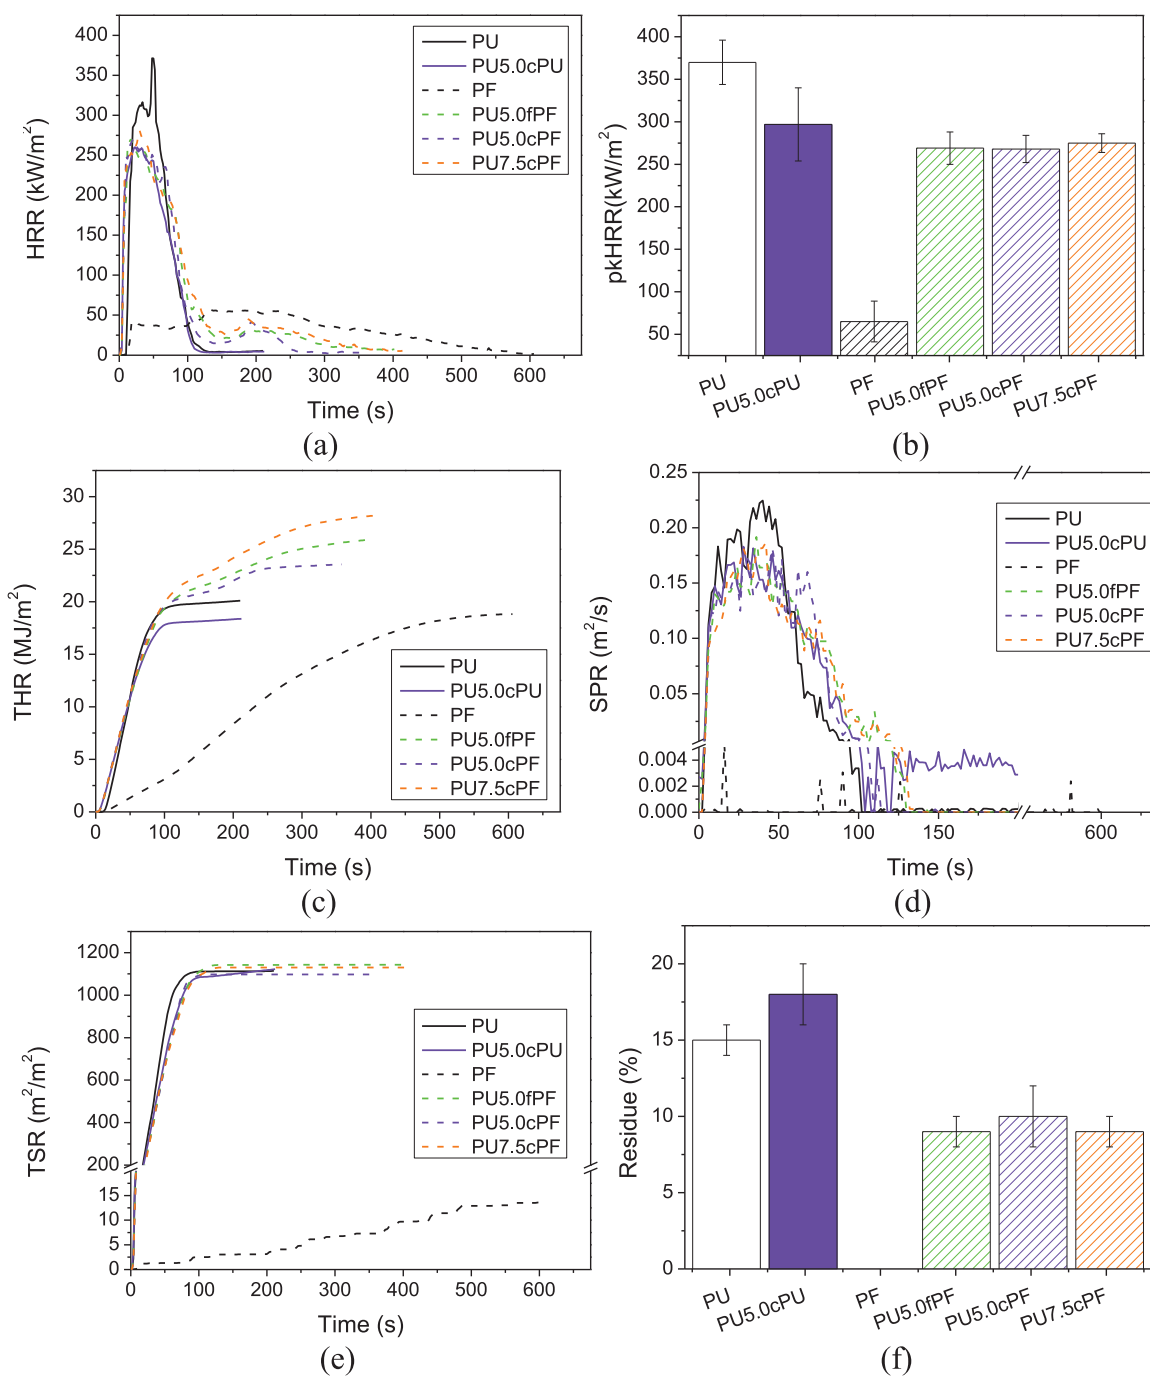 400
350
300
250
200
150
100
50
0
HRR (kW/m²)
0 100 200 300 400 500 600
Time (s)
PU
PU5.0cPU
PF
PU5.0fPF
PU5.0cPF
PU7.5cPF
(a)
400
350
300
250
200
150
100
50
pkHRR(kW/m²)
PU
PU5.0cPU
PF
PU5.0fPF
PU5.0cPF
PU7.5cPF
(b)
30
25
20
15
10
5
0
THR (MJ/m²)
0 100 200 300 400 500 600
Time (s)
PU
PU5.0cPU
PF
PU5.0fPF
PU5.0cPF
PU7.5cPF
(c)
0.25
0.20
0.15
0.10
0.05
0.004
0.002
0.000
SPR (m²/s)
0 50 100 150 600
Time (s)
PU
PU5.0cPU
PF
PU5.0fPF
PU5.0cPF
PU7.5cPF
(d)
1200
1000
800
600
400
200
15
10
5
0
TSR (m²/m²)
0 100 200 300 400 500 600
Time (s)
PU
PU5.0cPU
PF
PU5.0fPF
PU5.0cPF
PU7.5cPF
(e)
20
15
10
5
0
Residue (%)
PU
PU5.0cPU
PF
PU5.0fPF
PU5.0cPF
PU7.5cPF
(f)